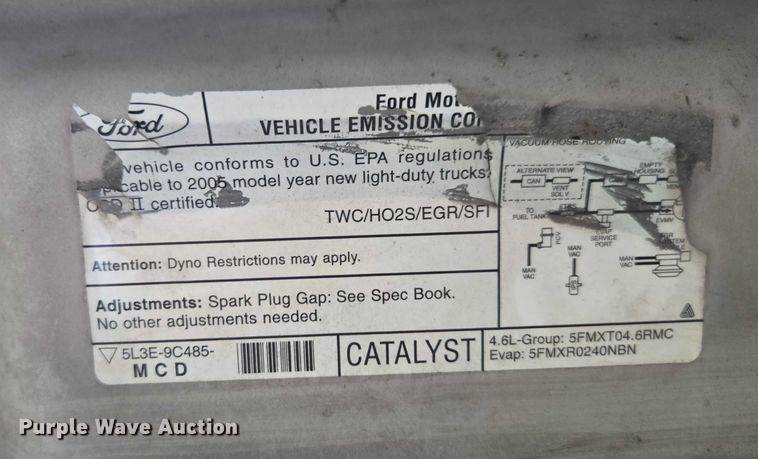 Ford
Ford Mot
VEHICLE EMISSION CO
vehicle conforms to U.S. EPA regulations
to 2005 model year new light-duty trucks.
II certified.
TWC/HO2S/EGR/SFI
Attention: Dyno Restrictions may apply.
Adjustments: Spark Plug Gap: See Spec Book.
No other adjustments needed.
5L3E-9C485-
M C D
CATALYST
4.6L-Group: 5FMXT04.6RMC
Evap: 5FMXR0240NBN
VACUUM HOSE ROUTING
ALTERNATE VIEW
CAN
VENT
SOL V
EMPTY
HOUSING
TO
FUEL TANK
EVMV
SERVICE
PORT
PCV
MAN
VAC
MAN
VAC
MAN
VAC
Purple Wave Auction